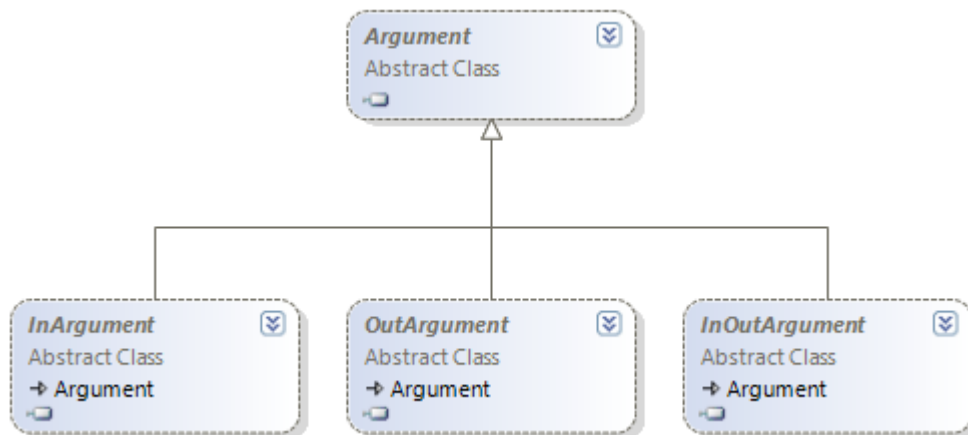 Argument
Abstract Class
InArgument
Abstract Class
Argument
OutArgument
Abstract Class
Argument
InOutArgument
Abstract Class
Argument